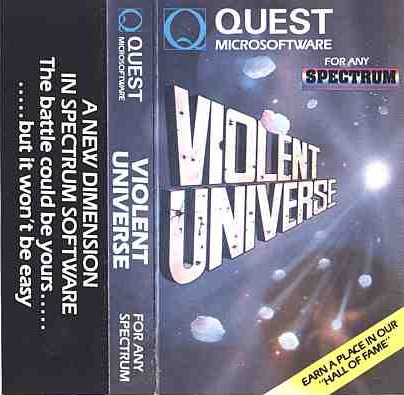 A NEW DIMENSION
IN SPECTRUM SOFTWARE
The battle could be yours......
.....but it won't be easy
Q QUEST
MICROSOFTWARE
VIOLENT
UNIVERSE
FOR ANY
SPECTRUM
Q QUEST
MICROSOFTWARE
FOR ANY
SPECTRUM
VIOLENT
UNIVERSE
EARN A PLACE IN OUR
"HALL OF FAME"